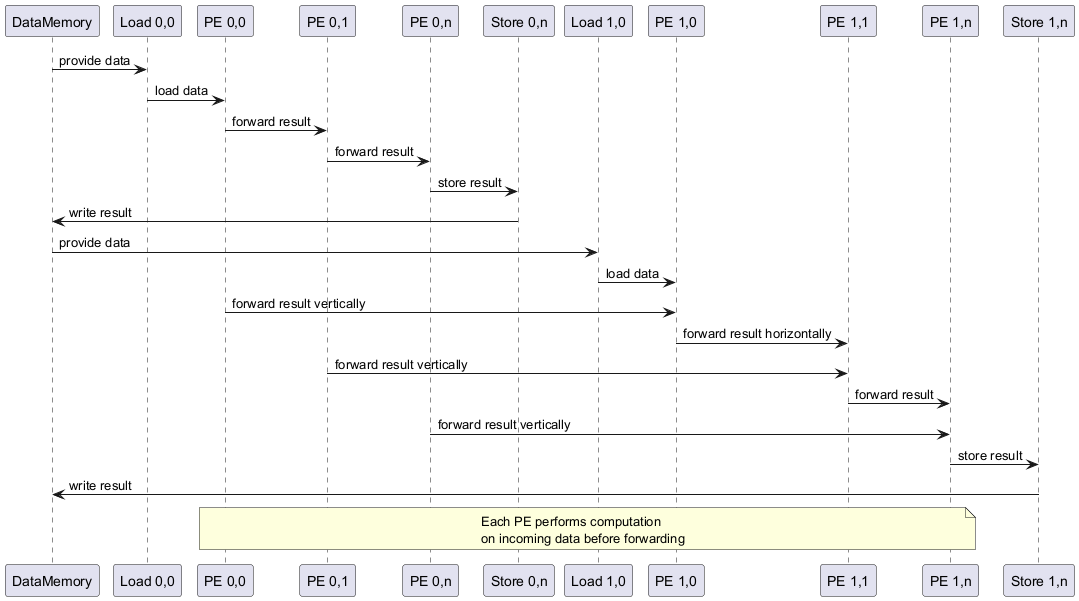 DataMemory Load 0,0 PE 0,0 PE 0,1 PE 0,n Store 0,n Load 1,0 PE 1,0 PE 1,1 PE 1,n Store 1,n
provide data
load data
forward result
forward result
store result
write result
provide data
load data
forward result vertically
forward result horizontally
forward result vertically
forward result
forward result vertically
store result
write result
Each PE performs computation
on incoming data before forwarding
DataMemory Load 0,0 PE 0,0 PE 0,1 PE 0,n Store 0,n Load 1,0 PE 1,0 PE 1,1 PE 1,n Store 1,n